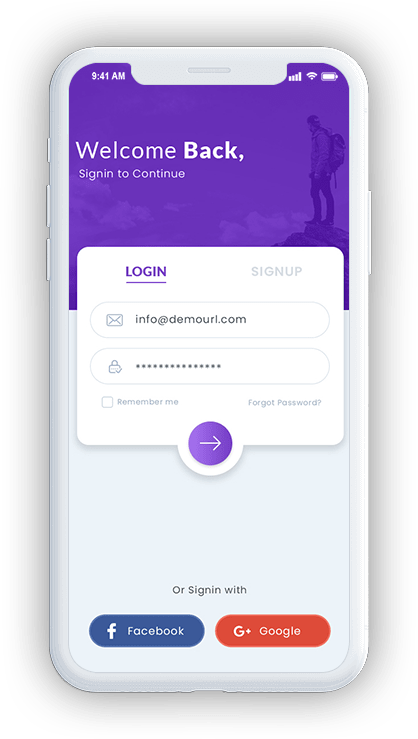 9:41 AM
Welcome Back,
Signin to Continue
LOGIN SIGNUP
info@demourl.com
***************
Remember me Forgot Password?
Or Signin with
Facebook Google